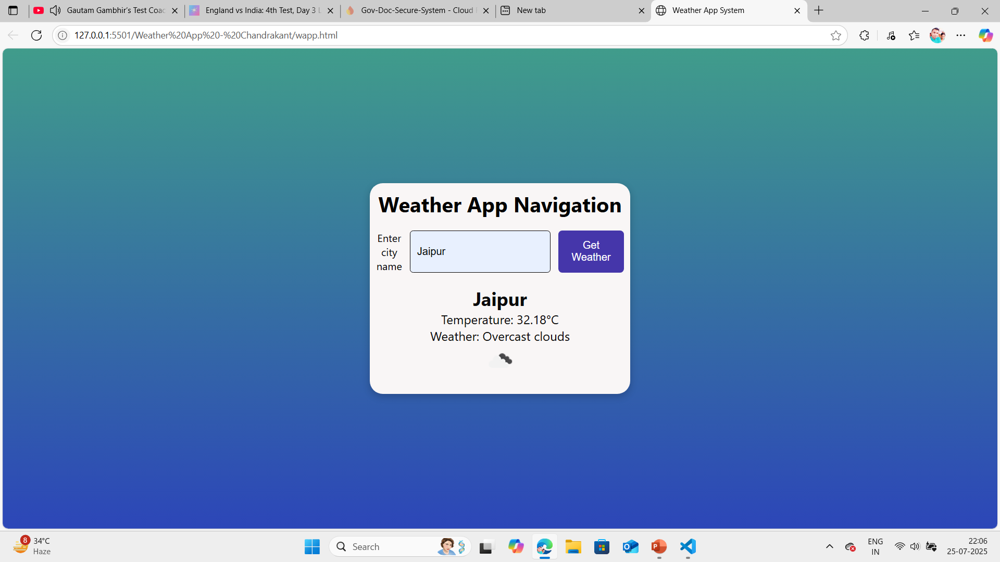 Gautam Gambhir's Test Coac
England vs India: 4th Test, Day 3 L
Gov-Doc-Secure-System - Cloud
New tab
Weather App System
127.0.0.1:5501/Weather%20App%20-%20Chandrakant/wapp.html
Weather App Navigation
Enter
city
name
Jaipur
Get
Weather
Jaipur
Temperature: 32.18°C
Weather: Overcast clouds
8
34°C
Haze
Search
ENG
IN
22:06
25-07-2025